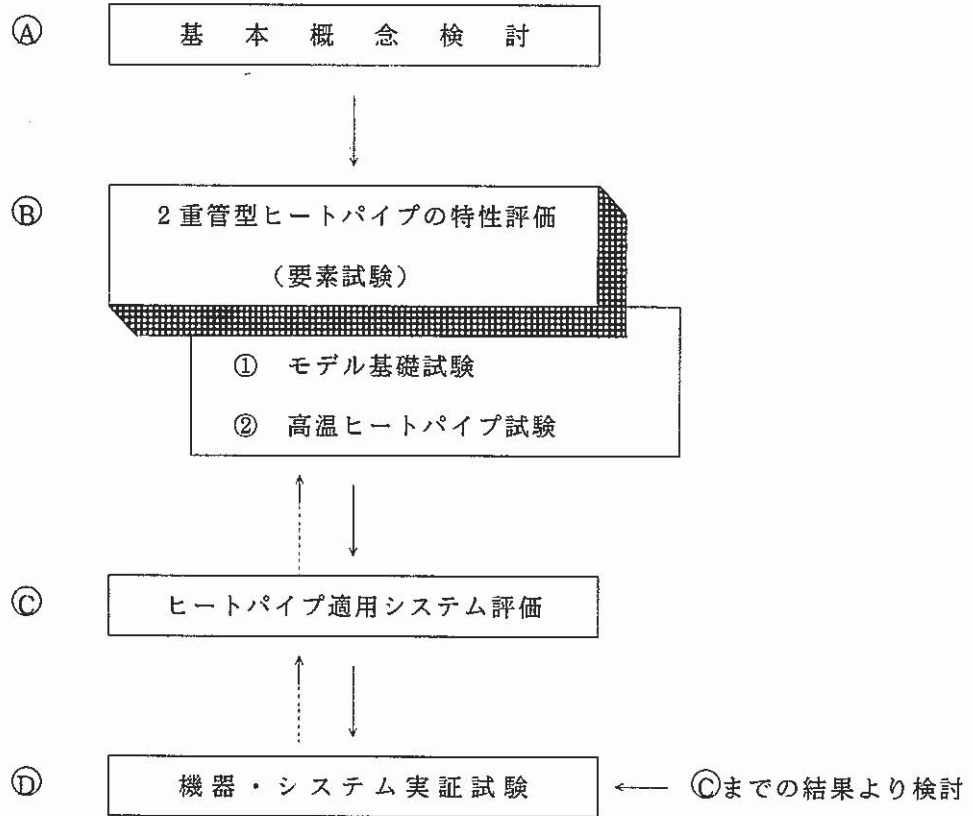 Ⓐ 基本概念検討
Ⓑ 2重管型ヒートパイプの特性評価
（要素試験）
① モデル基礎試験
② 高温ヒートパイプ試験
Ⓒ ヒートパイプ適用システム評価
Ⓓ 機器・システム実証試験 ← Ⓒまでの結果より検討